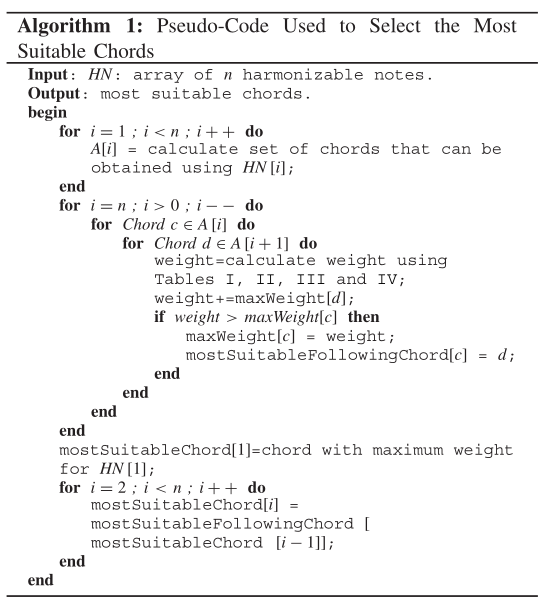 Algorithm 1: Pseudo-Code Used to Select the Most
Suitable Chords
Input: HN: array of n harmonizable notes.
Output: most suitable chords.
begin
for i = 1 ; i < n ; i++ do
A[i] = calculate set of chords that can be
obtained using HN[i];
end
for i = n ; i > 0 ; i−− do
for Chord c ∈ A[i] do
for Chord d ∈ A[i + 1] do
weight=calculate weight using
Tables I, II, III and IV;
weight+=maxWeight[d];
if weight > maxWeight[c] then
maxWeight[c] = weight;
mostSuitableFollowingChord[c] = d;
end
end
end
end
mostSuitableChord[1]=chord with maximum weight
for HN[1];
for i = 2 ; i < n ; i++ do
mostSuitableChord[i] =
mostSuitableFollowingChord [
mostSuitableChord [i − 1]];
end
end